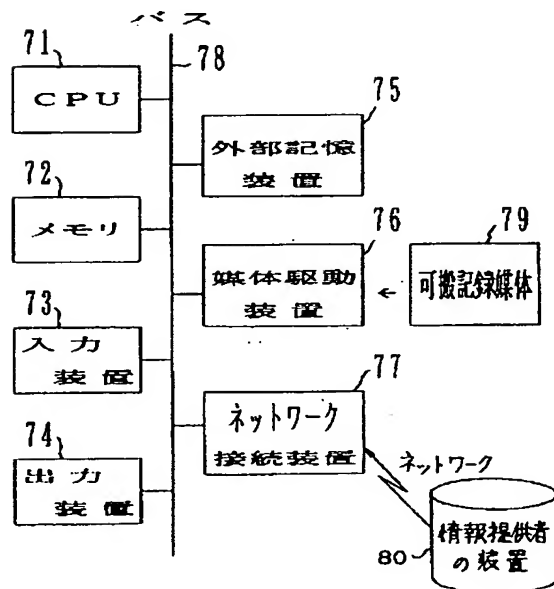 バス
78
71
CPU
72
メモリ
73
入力
装置
74
出力
装置
75
外部記憶
装置
76
媒体駆動
装置
79
可搬記録媒体
77
ネットワーク
接続装置
ネットワーク
80
情報提供者
の装置